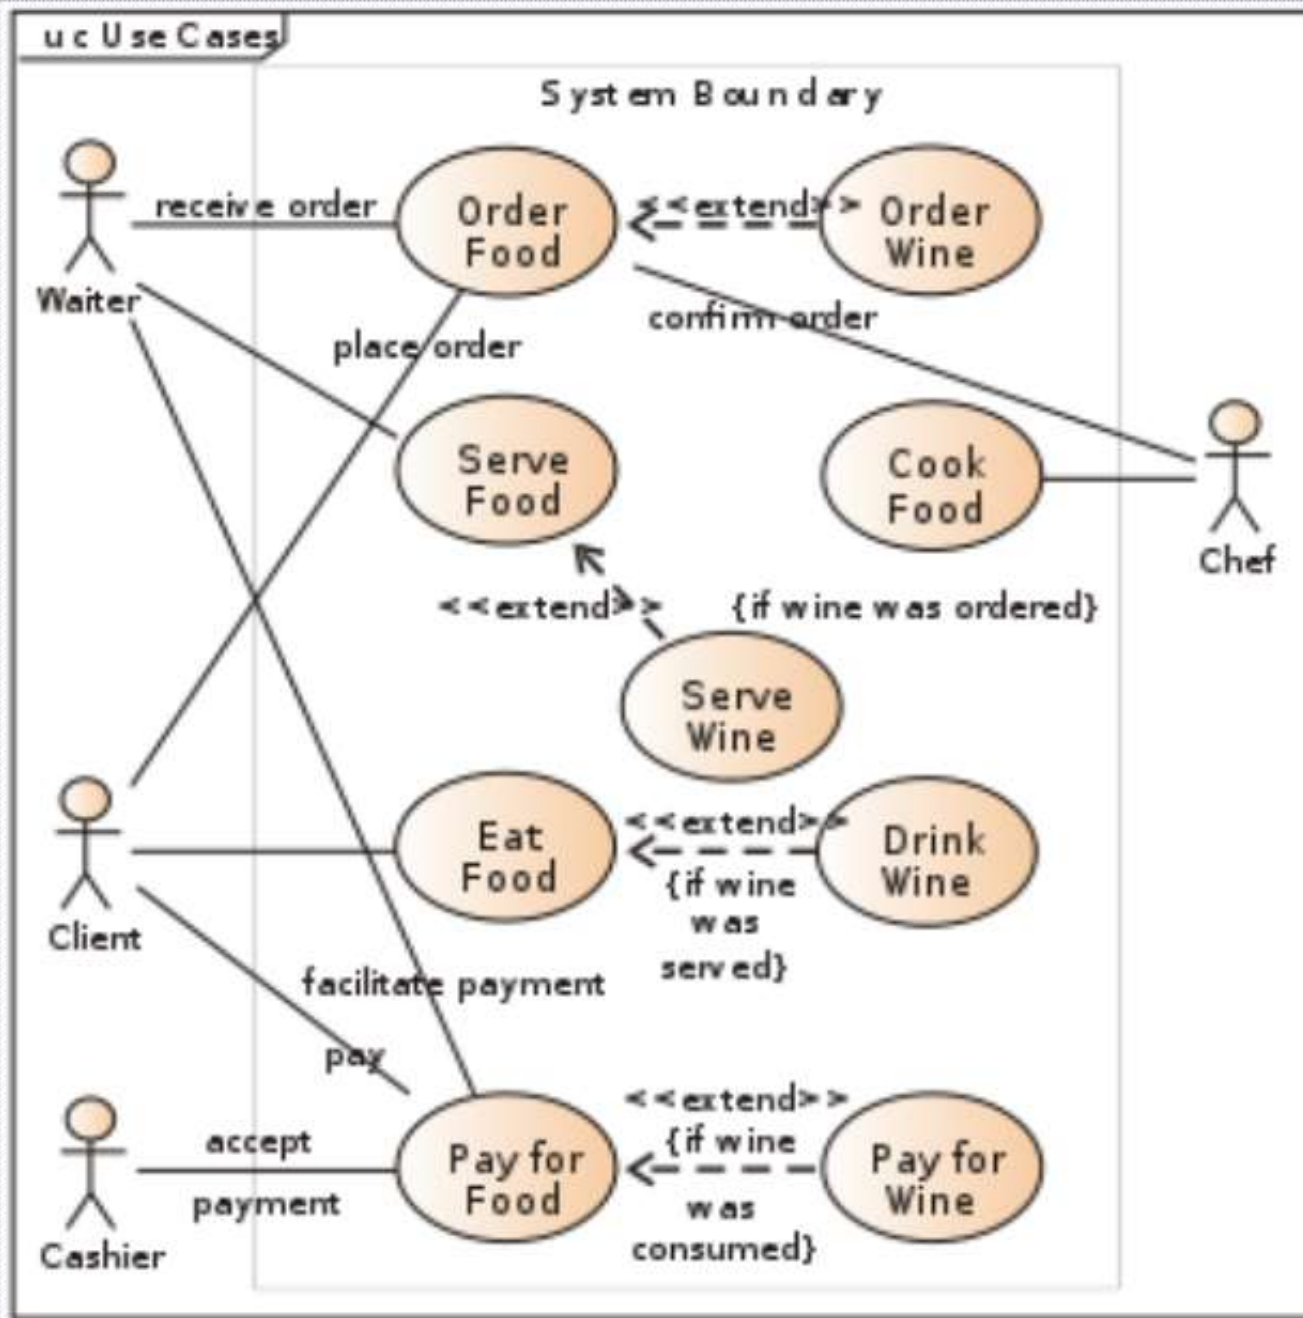 uc Use Cases
System Boundary
receive order
Order
Food
<<extend>>
Order
Wine
Waiter
confirm order
place order
Serve
Food
Cook
Food
Chef
<<extend>>
{if wine was ordered}
Serve
Wine
Eat
Food
<<extend>>
{if wine
was
served}
Drink
Wine
Client
facilitate payment
pay
accept
payment
Pay for
Food
<<extend>>
{if wine
was
consumed}
Pay for
Wine
Cashier